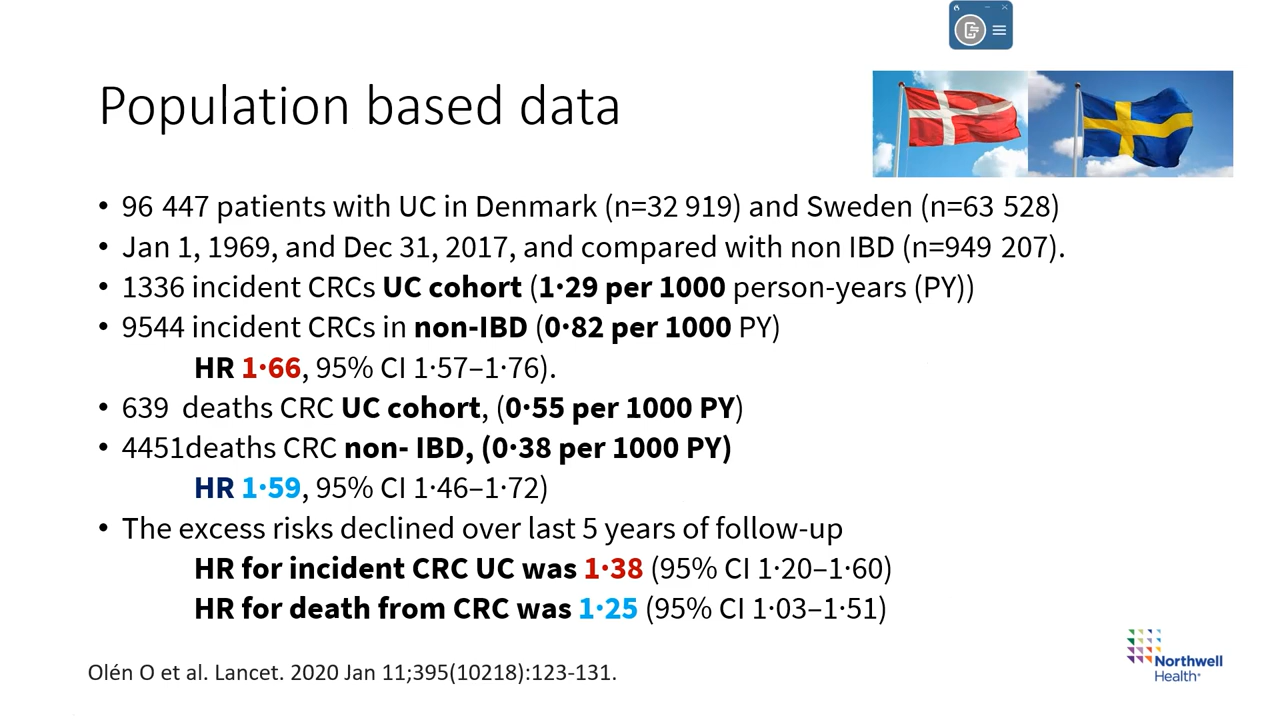 Population based data
• 96 447 patients with UC in Denmark (n=32 919) and Sweden (n=63 528)
• Jan 1, 1969, and Dec 31, 2017, and compared with non IBD (n=949 207).
• 1336 incident CRCs UC cohort (1·29 per 1000 person-years (PY))
• 9544 incident CRCs in non-IBD (0·82 per 1000 PY)
HR 1·66, 95% CI 1·57–1·76).
• 639 deaths CRC UC cohort, (0·55 per 1000 PY)
• 4451deaths CRC non- IBD, (0·38 per 1000 PY)
HR 1·59, 95% CI 1·46–1·72)
• The excess risks declined over last 5 years of follow-up
HR for incident CRC UC was 1·38 (95% CI 1·20–1·60)
HR for death from CRC was 1·25 (95% CI 1·03–1·51)
Olén O et al. Lancet. 2020 Jan 11;395(10218):123-131.
Northwell
Health